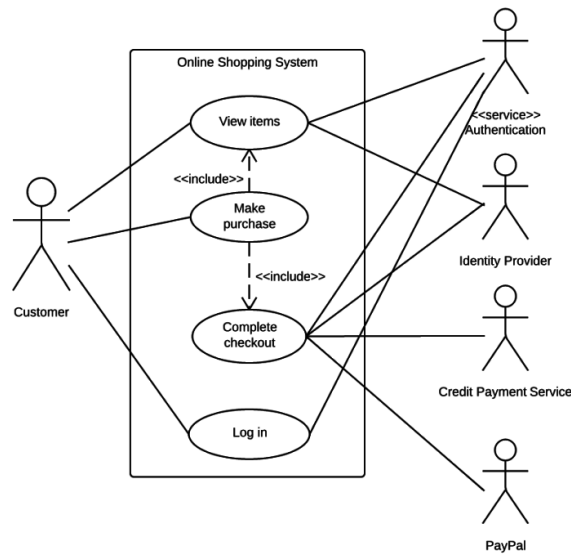 Online Shopping System
View items
<<service>>
Authentication
<<include>>
Make
purchase
Customer
Identity Provider
<<include>>
Complete
checkout
Credit Payment Service
Log in
PayPal